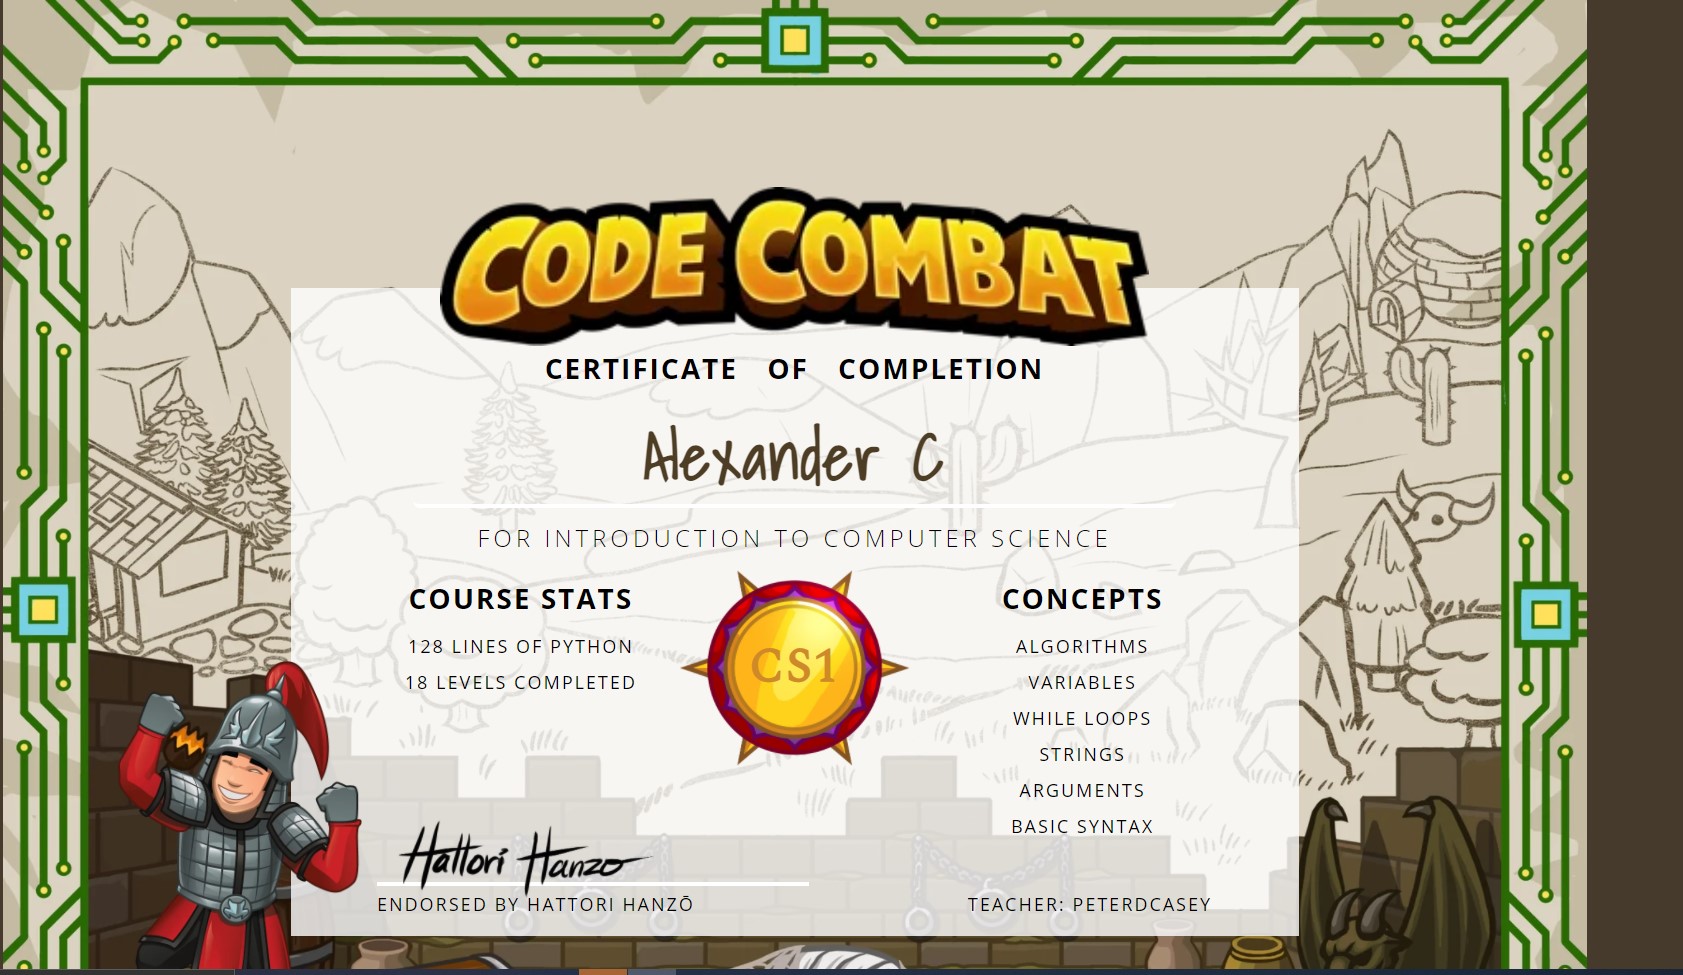 CODE COMBAT
CERTIFICATE OF COMPLETION
Alexander C
FOR INTRODUCTION TO COMPUTER SCIENCE
COURSE STATS
128 LINES OF PYTHON
18 LEVELS COMPLETED
CS1
CONCEPTS
ALGORITHMS
VARIABLES
WHILE LOOPS
STRINGS
ARGUMENTS
BASIC SYNTAX
Hattori Hanzo
ENDORSED BY HATTORI HANZŌ
TEACHER: PETERDCASEY